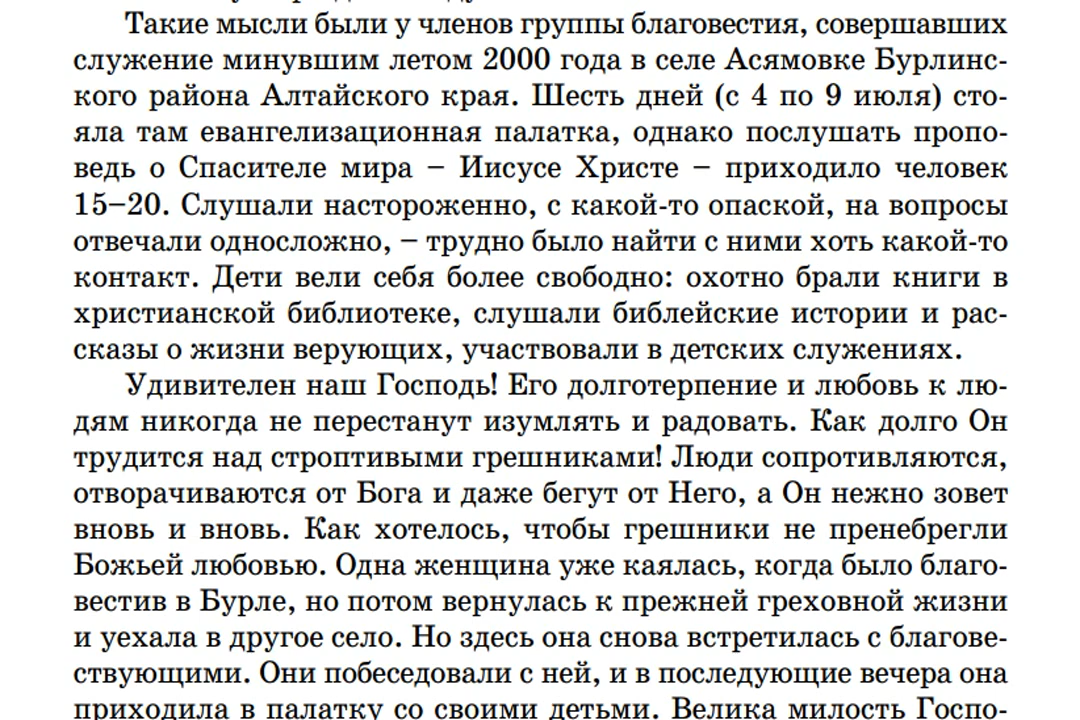 Такие мысли были у членов группы благовестия, совершавших
служение минувшим летом 2000 года в селе Асямовке Бурлинс-
кого района Алтайского края. Шесть дней (с 4 по 9 июля) сто-
яла там евангелизационная палатка, однако послушать пропо-
ведь о Спасителе мира – Иисусе Христе – приходило человек
15–20. Слушали настороженно, с какой-то опаской, на вопросы
отвечали односложно, – трудно было найти с ними хоть какой-то
контакт. Дети вели себя более свободно: охотно брали книги в
христианской библиотеке, слушали библейские истории и рас-
сказы о жизни верующих, участвовали в детских служениях.
Удивителен наш Господь! Его долготерпение и любовь к лю-
дям никогда не перестанут изумлять и радовать. Как долго Он
трудится над строптивыми грешниками! Люди сопротивляются,
отворачиваются от Бога и даже бегут от Него, а Он нежно зовет
вновь и вновь. Как хотелось, чтобы грешники не пренебрегли
Божьей любовью. Одна женщина уже каялась, когда было благо-
вестив в Бурле, но потом вернулась к прежней греховной жизни
и уехала в другое село. Но здесь она снова встретилась с благове-
ствующими. Они побеседовали с ней, и в последующие вечера она
приходила в палатку со своими детьми. Велика милость Госпо-